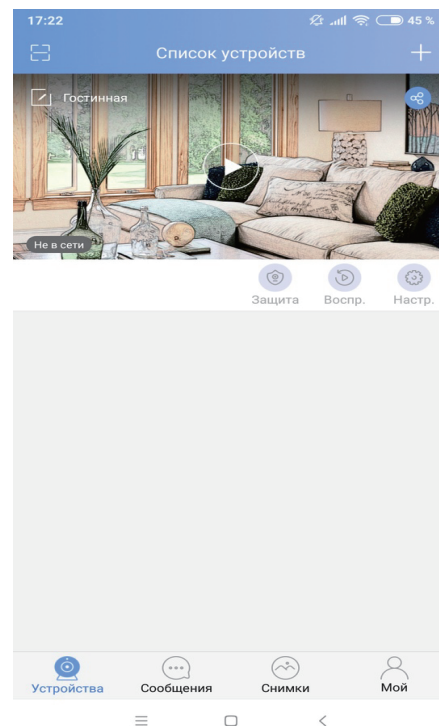 17:22 45 %
Список устройств
Гостинная
Не в сети
Защита Воспр. Настр.
Устройства Сообщения Снимки Мой